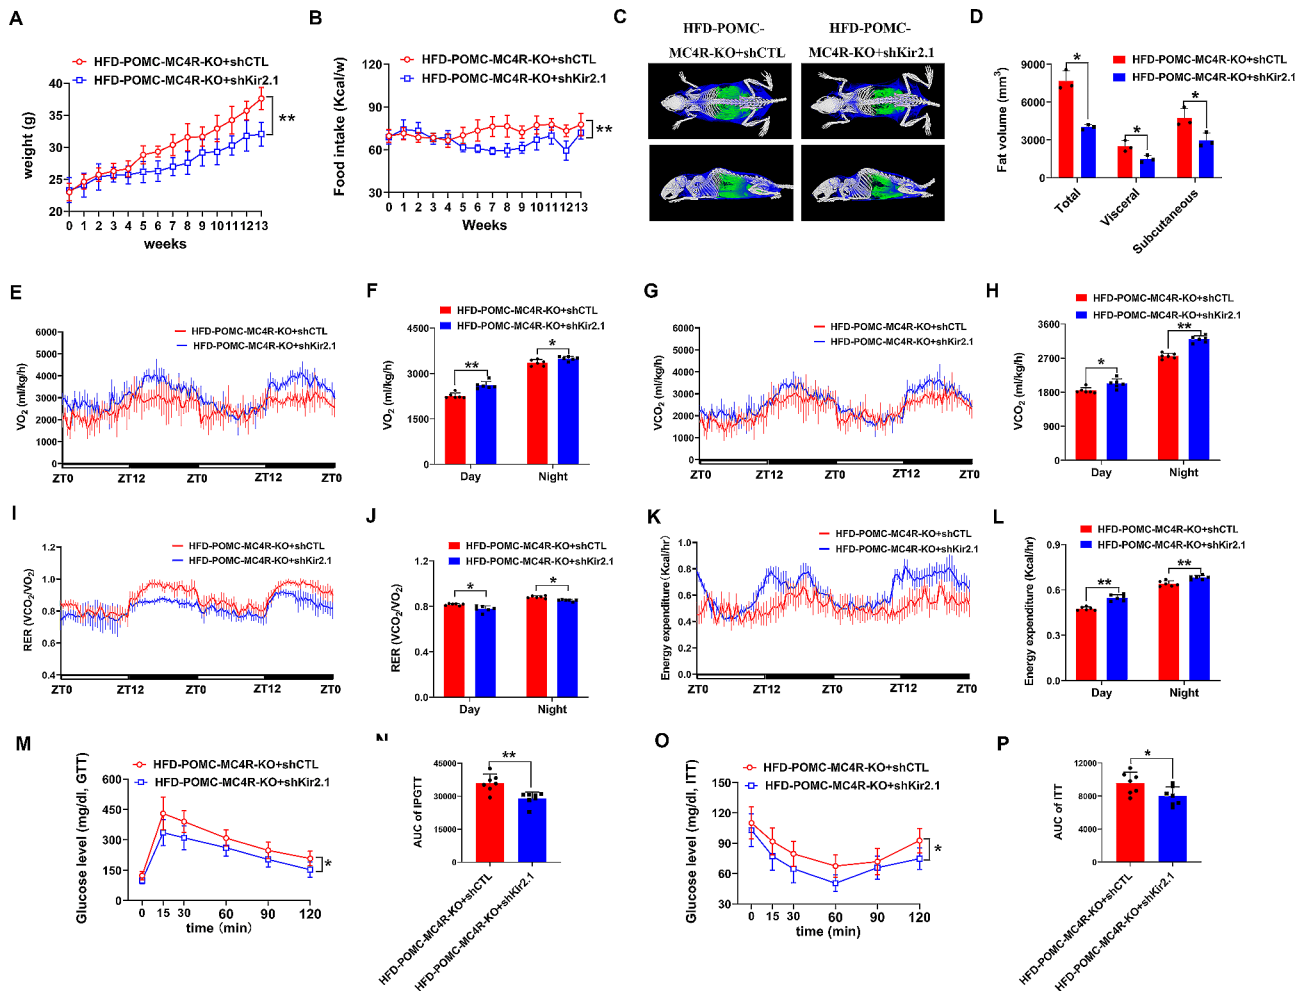 A
HFD-POMC-MC4R-KO+shCTL
HFD-POMC-MC4R-KO+shKir2.1
weight (g)
40
35
30
25
20
**
0 1 2 3 4 5 6 7 8 9 10 11 12 13
weeks
B
HFD-POMC-MC4R-KO+shCTL
HFD-POMC-MC4R-KO+shKir2.1
Food intake (Kcal/w)
120
90
60
30
**
0 1 2 3 4 5 6 7 8 9 10 11 12 13
Weeks
C
HFD-POMC-
MC4R-KO+shCTL
HFD-POMC-
MC4R-KO+shKir2.1
D
HFD-POMC-MC4R-KO+shCTL
HFD-POMC-MC4R-KO+shKir2.1
Fat volume (mm³)
9000
6000
3000
0
* * *
Total
Visceral
Subcutaneous
E
HFD-POMC-MC4R-KO+shCTL
HFD-POMC-MC4R-KO+shKir2.1
VO₂ (ml/kg/h)
6000
5000
4000
3000
2000
1000
0
ZT0 ZT12 ZT0 ZT12 ZT0
F
HFD-POMC-MC4R-KO+shCTL
HFD-POMC-MC4R-KO+shKir2.1
VO₂ (ml/kg/h)
4500
3000
1500
0
** *
Day Night
G
HFD-POMC-MC4R-KO+shCTL
HFD-POMC-MC4R-KO+shKir2.1
VCO₂ (ml/kg/h)
6000
5000
4000
3000
2000
1000
0
ZT0 ZT12 ZT0 ZT12 ZT0
H
HFD-POMC-MC4R-KO+shCTL
HFD-POMC-MC4R-KO+shKir2.1
VCO₂ (ml/kg/h)
3600
2700
1800
900
0
* **
Day Night
I
HFD-POMC-MC4R-KO+shCTL
HFD-POMC-MC4R-KO+shKir2.1
RER (VCO₂/VO₂)
1.2
1.0
0.8
0.6
0.4
ZT0 ZT12 ZT0 ZT12 ZT0
J
HFD-POMC-MC4R-KO+shCTL
HFD-POMC-MC4R-KO+shKir2.1
RER (VCO₂/VO₂)
1.2
0.8
0.4
0.0
* *
Day Night
K
HFD-POMC-MC4R-KO+shCTL
HFD-POMC-MC4R-KO+shKir2.1
Energy expenditure (Kcal/hr)
1.0
0.8
0.6
0.4
0.2
0.0
ZT0 ZT12 ZT0 ZT12 ZT0
L
HFD-POMC-MC4R-KO+shCTL
HFD-POMC-MC4R-KO+shKir2.1
Energy expenditure (Kcal/hr)
0.9
0.6
0.3
0.0
** **
Day Night
M
HFD-POMC-MC4R-KO+shCTL
HFD-POMC-MC4R-KO+shKir2.1
Glucose level (mg/dl, GTT)
600
450
300
150
0
*
0 15 30 60 90 120
time (min)
N
AUC of IPGTT
45000
30000
15000
0
**
HFD-POMC-MC4R-KO+shCTL
HFD-POMC-MC4R-KO+shKir2.1
O
HFD-POMC-MC4R-KO+shCTL
HFD-POMC-MC4R-KO+shKir2.1
Glucose level (mg/dl, ITT)
150
120
90
60
30
*
0 15 30 60 90 120
time (min)
P
AUC of ITT
12000
8000
4000
0
*
HFD-POMC-MC4R-KO+shCTL
HFD-POMC-MC4R-KO+shKir2.1